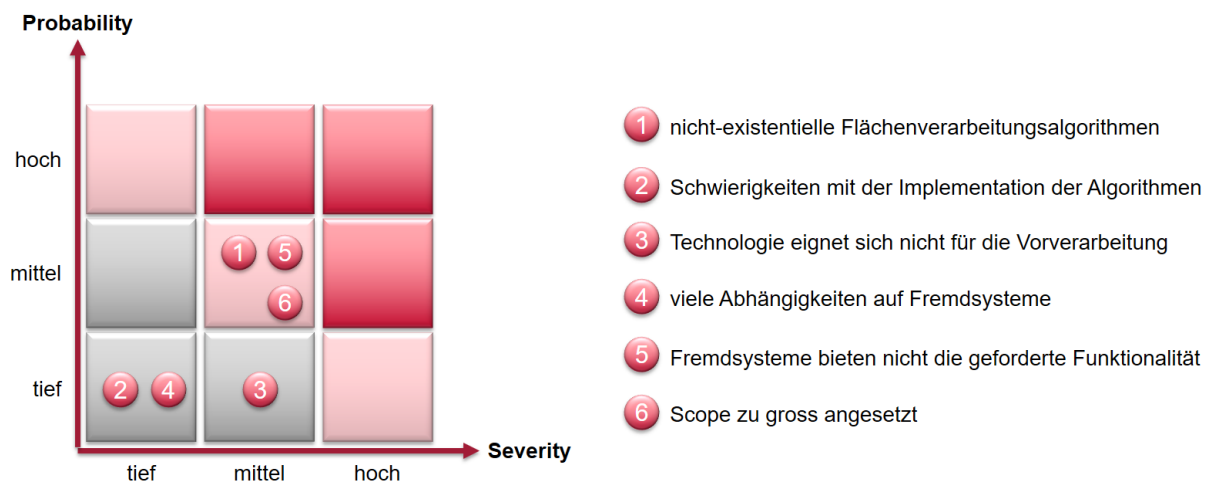 Probability
hoch
mittel
tief
1 5
6
2 4 3
Severity
tief mittel hoch
1 nicht-existentielle Flächenverarbeitungsalgorithmen
2 Schwierigkeiten mit der Implementation der Algorithmen
3 Technologie eignet sich nicht für die Vorverarbeitung
4 viele Abhängigkeiten auf Fremdsysteme
5 Fremdsysteme bieten nicht die geforderte Funktionalität
6 Scope zu gross angesetzt